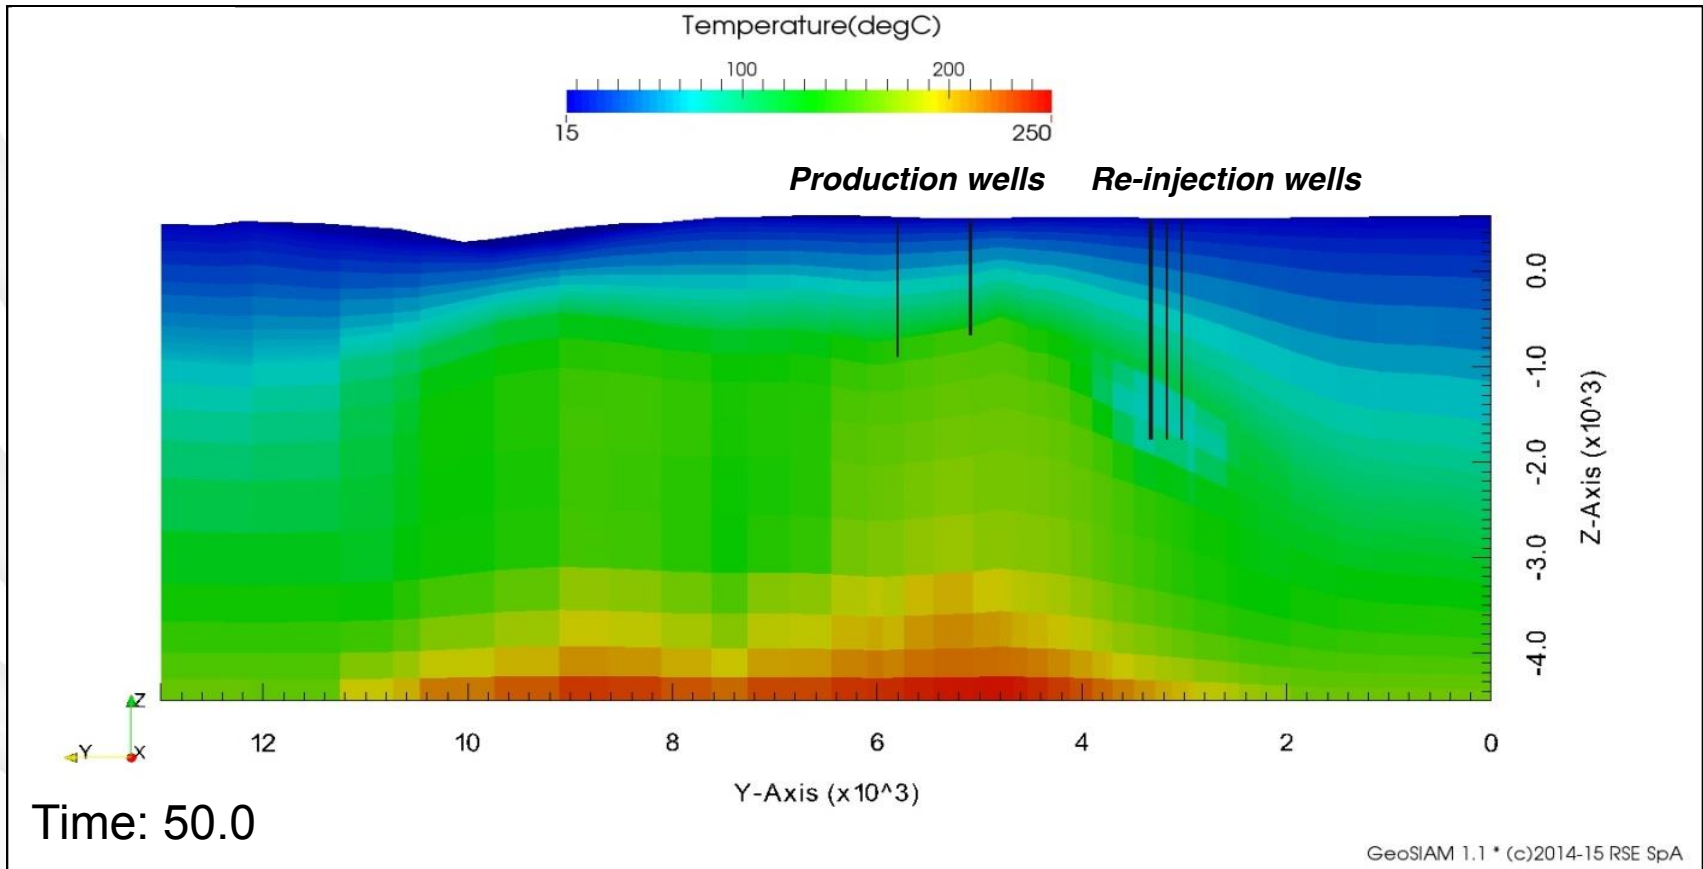 Temperature(degC)
100 200
15 250
Production wells Re-injection wells
0.0
-1.0
-2.0
-3.0
-4.0
Z-Axis (x10^3)
Z
Y X
12 10 8 6 4 2 0
Y-Axis (x10^3)
Time: 50.0
GeoSIAM 1.1 * (c)2014-15 RSE SpA